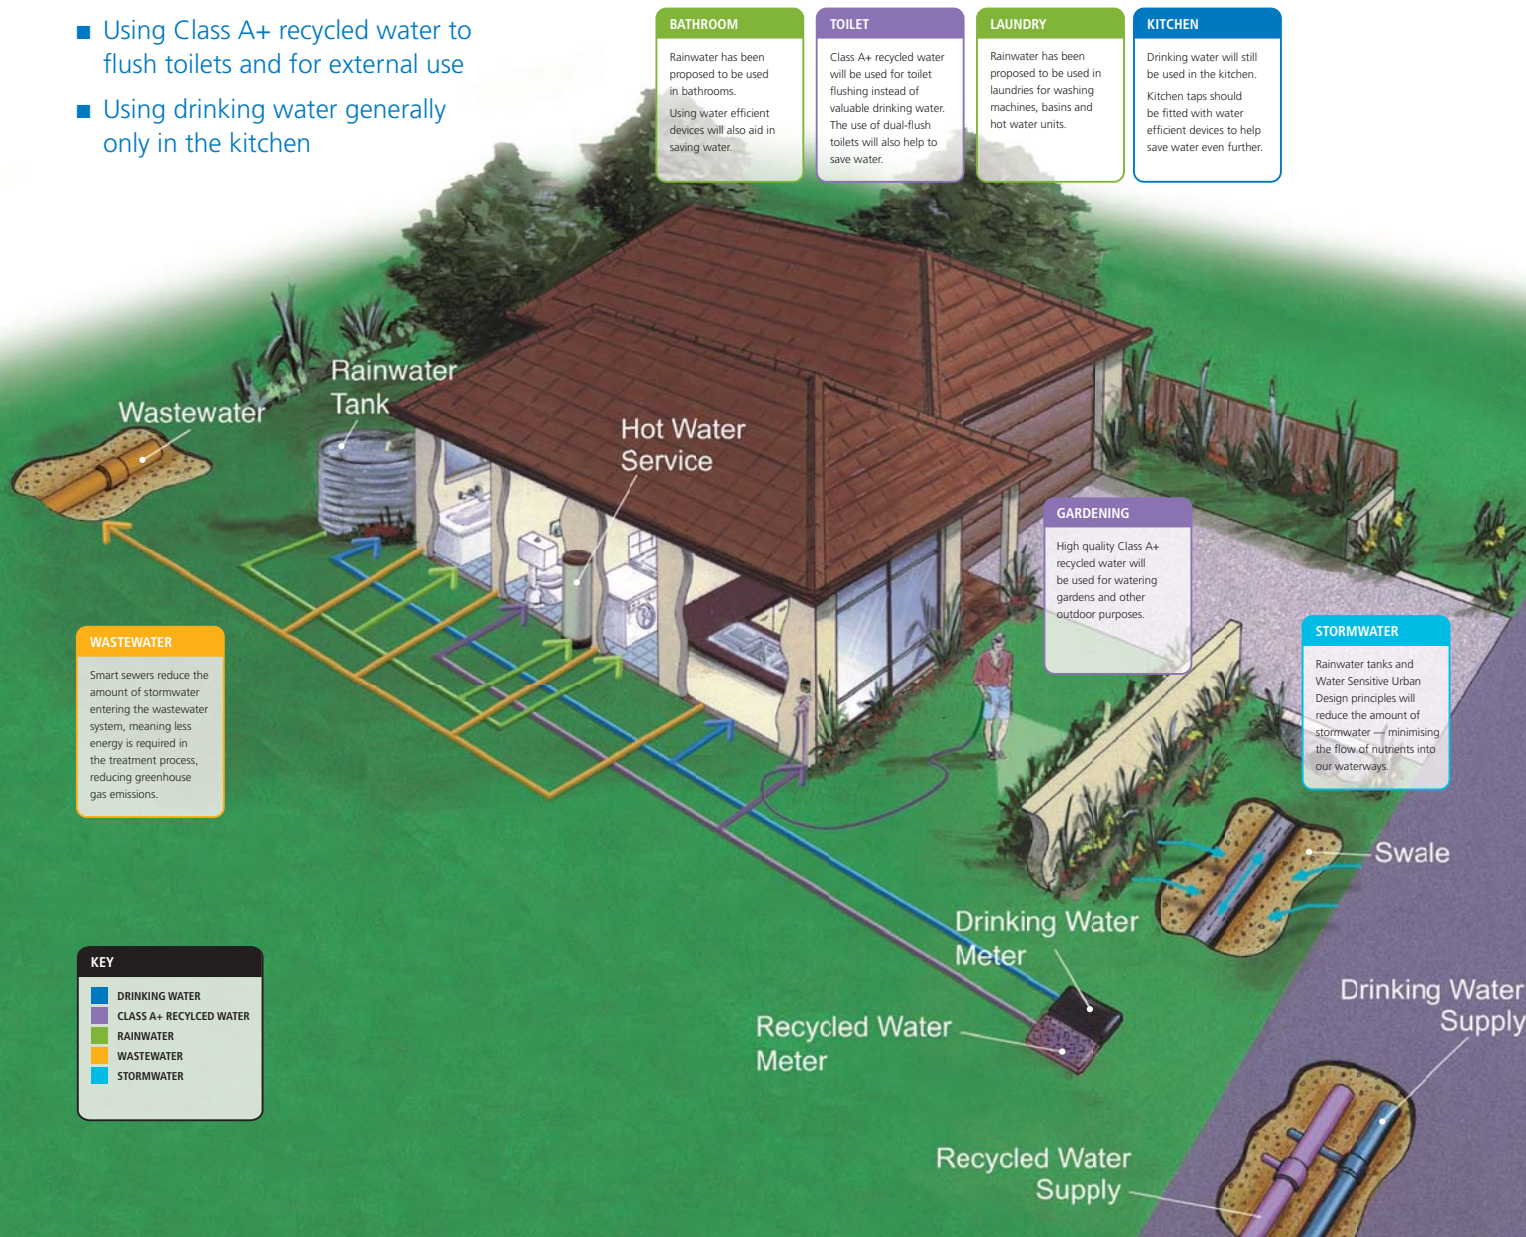 Using Class A+ recycled water to
flush toilets and for external use
Using drinking water generally
only in the kitchen
BATHROOM
Rainwater has been
proposed to be used
in bathrooms.
Using water efficient
devices will also aid in
saving water.
TOILET
Class A+ recycled water
will be used for toilet
flushing instead of
valuable drinking water.
The use of dual-flush
toilets will also help to
save water.
LAUNDRY
Rainwater has been
proposed to be used in
laundries for washing
machines, basins and
hot water units.
KITCHEN
Drinking water will still
be used in the kitchen.
Kitchen taps should
be fitted with water
efficient devices to help
save water even further.
Wastewater
Rainwater
Tank
Hot Water
Service
GARDENING
High quality Class A+
recycled water will
be used for watering
gardens and other
outdoor purposes.
WASTEWATER
Smart sewers reduce the
amount of stormwater
entering the wastewater
system, meaning less
energy is required in
the treatment process,
reducing greenhouse
gas emissions.
STORMWATER
Rainwater tanks and
Water Sensitive Urban
Design principles will
reduce the amount of
stormwater — minimising
the flow of nutrients into
our waterways.
Swale
Drinking Water
Meter
Recycled Water
Meter
Drinking Water
Supply
Recycled Water
Supply
KEY
DRINKING WATER
CLASS A+ RECYLCED WATER
RAINWATER
WASTEWATER
STORMWATER